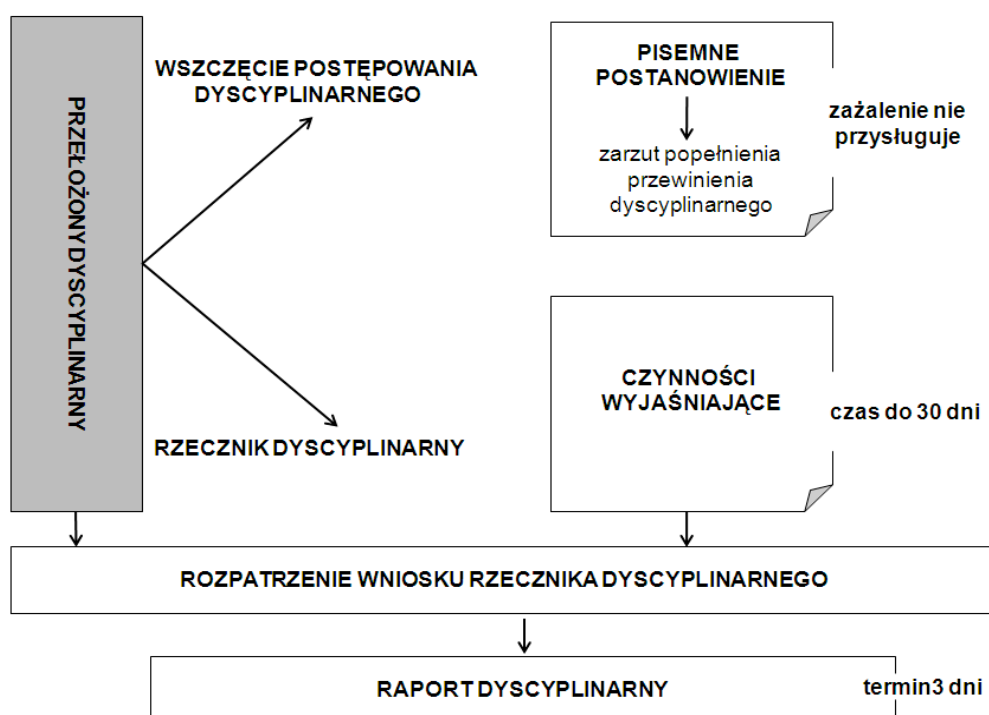 PRZEŁOŻONY DYSCYPLINARNY
WSZCZĘCIE POSTĘPOWANIA
DYSCYPLINARNEGO
RZECZNIK DYSCYPLINARNY
PISEMNE
POSTANOWIENIE
zarzut popełnienia
przewinienia
dyscyplinarnego
zażalenie nie
przysługuje
CZYNNOŚCI
WYJAŚNIAJĄCE
czas do 30 dni
ROZPATRZENIE WNIOSKU RZECZNIKA DYSCYPLINARNEGO
RAPORT DYSCYPLINARNY
termin3 dni